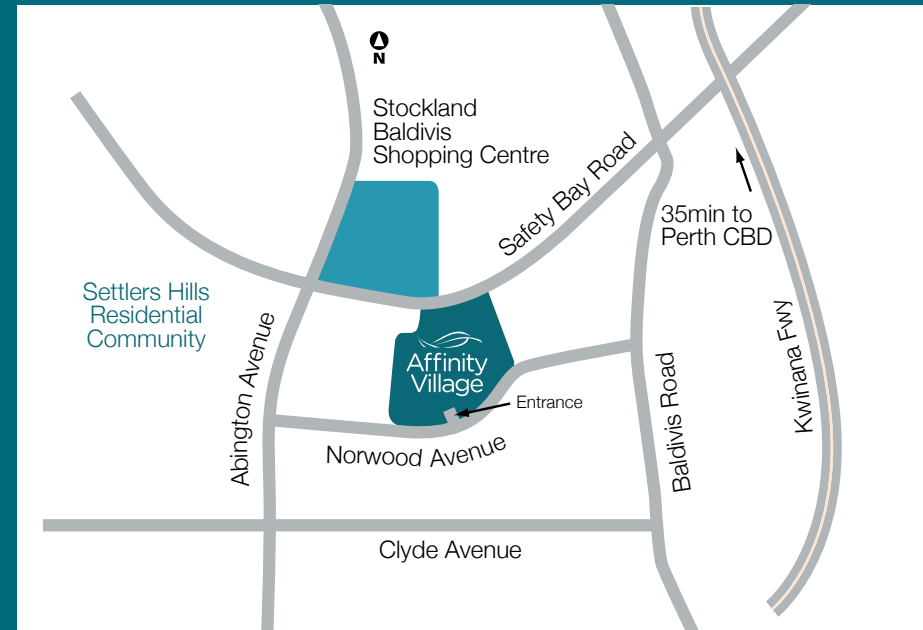 N
Stockland
Baldivis
Shopping Centre
Safety Bay Road
35min to
Perth CBD
Settlers Hills
Residential
Community
Abington Avenue
Affinity
Village
Entrance
Kwinana Fwy
Baldivis Road
Norwood Avenue
Clyde Avenue